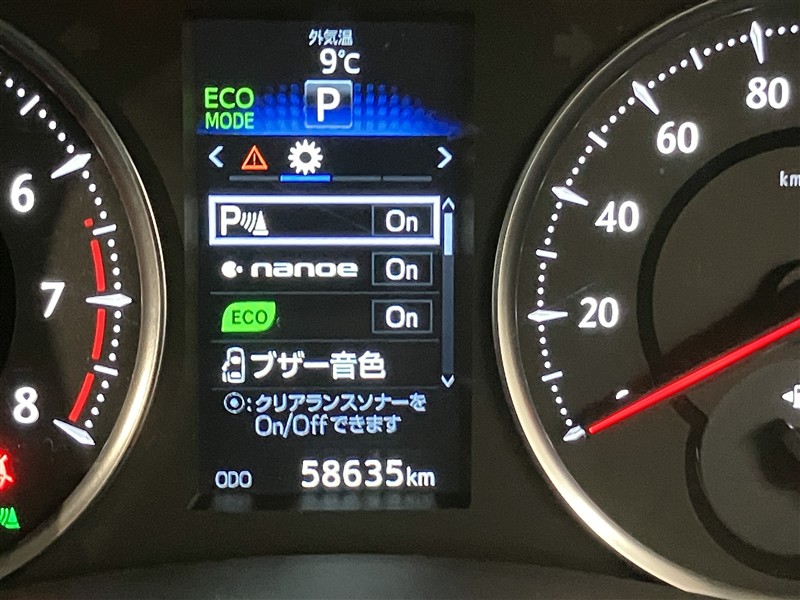 外気温
9℃
ECO
MODE
P
P On
nanoe On
ECO On
ブザー音色
◎:クリアランスソナーを
On/Offできます
ODO 58635km
6
7
8
20
40
60
80
km